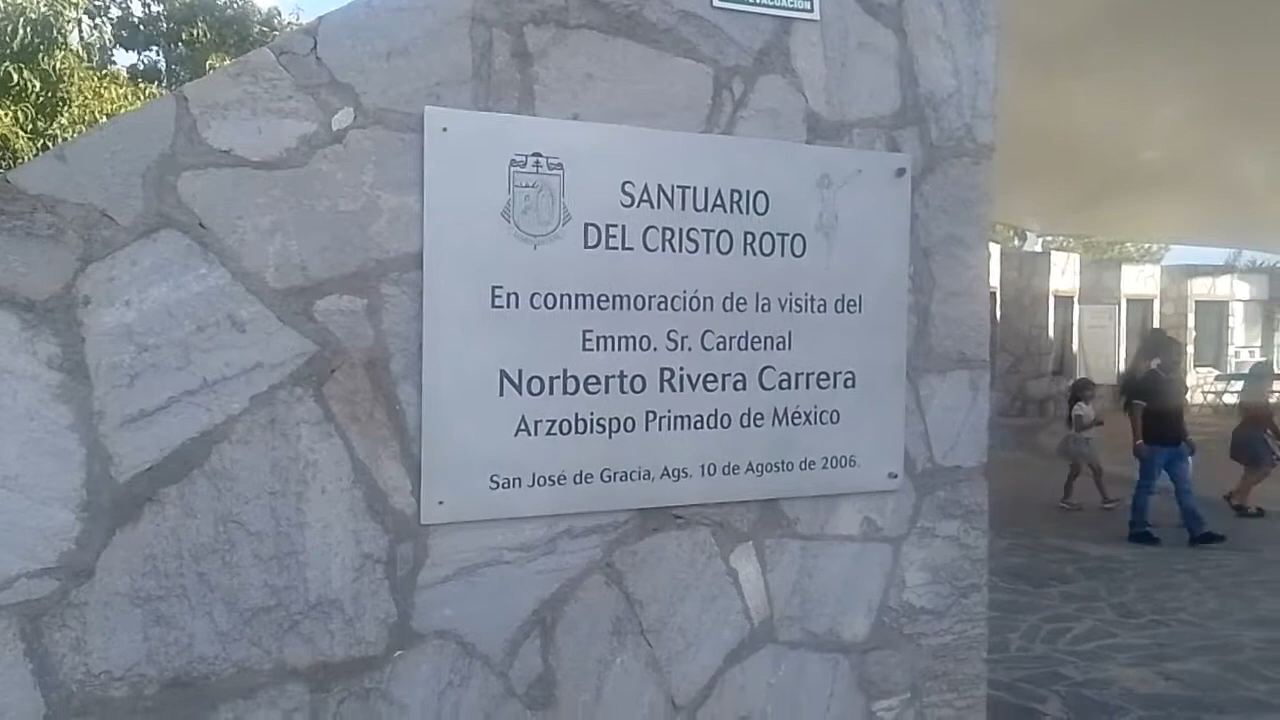 EVACUACIÓN
SANTUARIO
DEL CRISTO ROTO
En conmemoración de la visita del
Emmo. Sr. Cardenal
Norberto Rivera Carrera
Arzobispo Primado de México
San José de Gracia, Ags. 10 de Agosto de 2006.